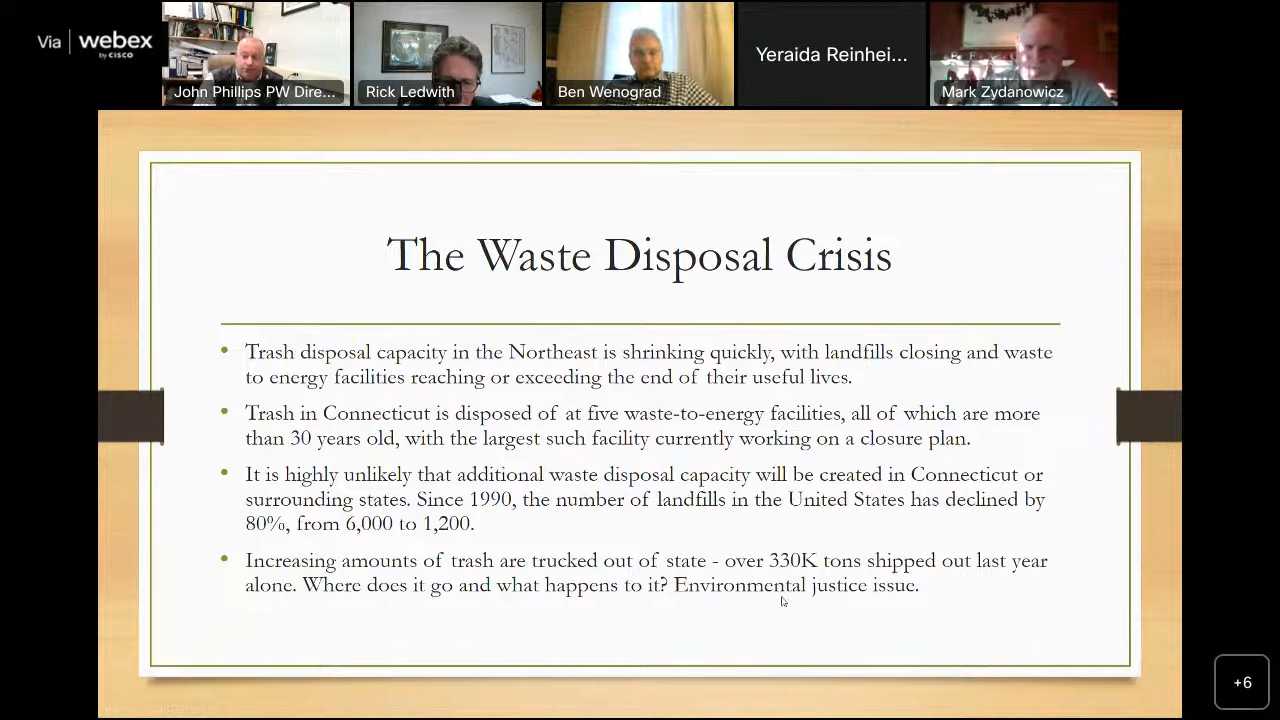 Via webex
by CISCO
John Phillips PW Dire...
Rick Ledwith
Ben Wenograd
Yeraida Reinhei...
Mark Zydanowicz
The Waste Disposal Crisis
• Trash disposal capacity in the Northeast is shrinking quickly, with landfills closing and waste
to energy facilities reaching or exceeding the end of their useful lives.
• Trash in Connecticut is disposed of at five waste-to-energy facilities, all of which are more
than 30 years old, with the largest such facility currently working on a closure plan.
• It is highly unlikely that additional waste disposal capacity will be created in Connecticut or
surrounding states. Since 1990, the number of landfills in the United States has declined by
80%, from 6,000 to 1,200.
• Increasing amounts of trash are trucked out of state - over 330K tons shipped out last year
alone. Where does it go and what happens to it? Environmental justice issue.
+6